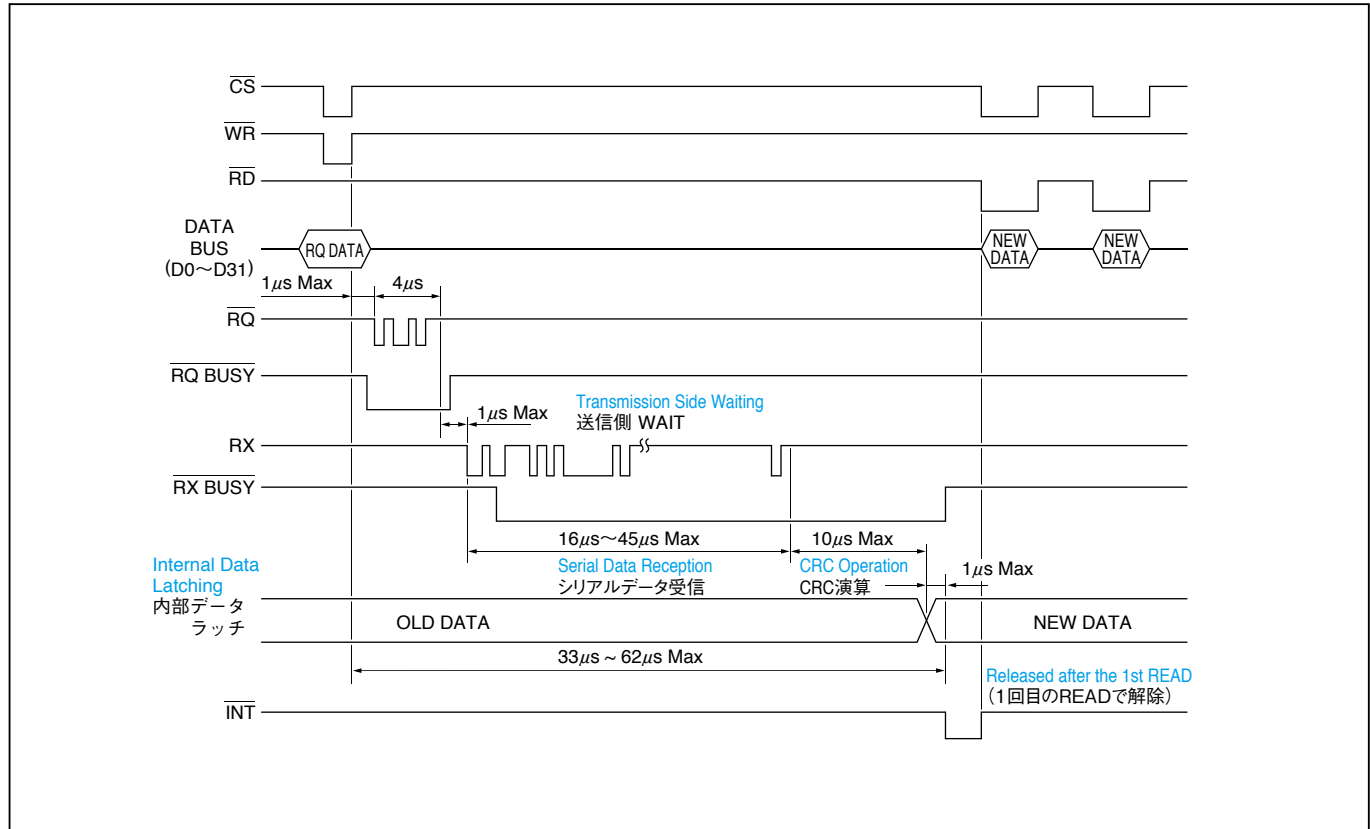 CS
WR
RD
DATA
BUS
(D0〜D31)
RQ DATA
NEW
DATA
NEW
DATA
1μs Max
4μs
RQ
RQ BUSY
1μs Max
Transmission Side Waiting
送信側 WAIT
RX
RX BUSY
16μs〜45μs Max
10μs Max
Serial Data Reception
シリアルデータ受信
CRC Operation
CRC演算
1μs Max
Internal Data
Latching
内部データ
ラッチ
OLD DATA
NEW DATA
33μs ~ 62μs Max
Released after the 1st READ
(1回目のREADで解除)
INT